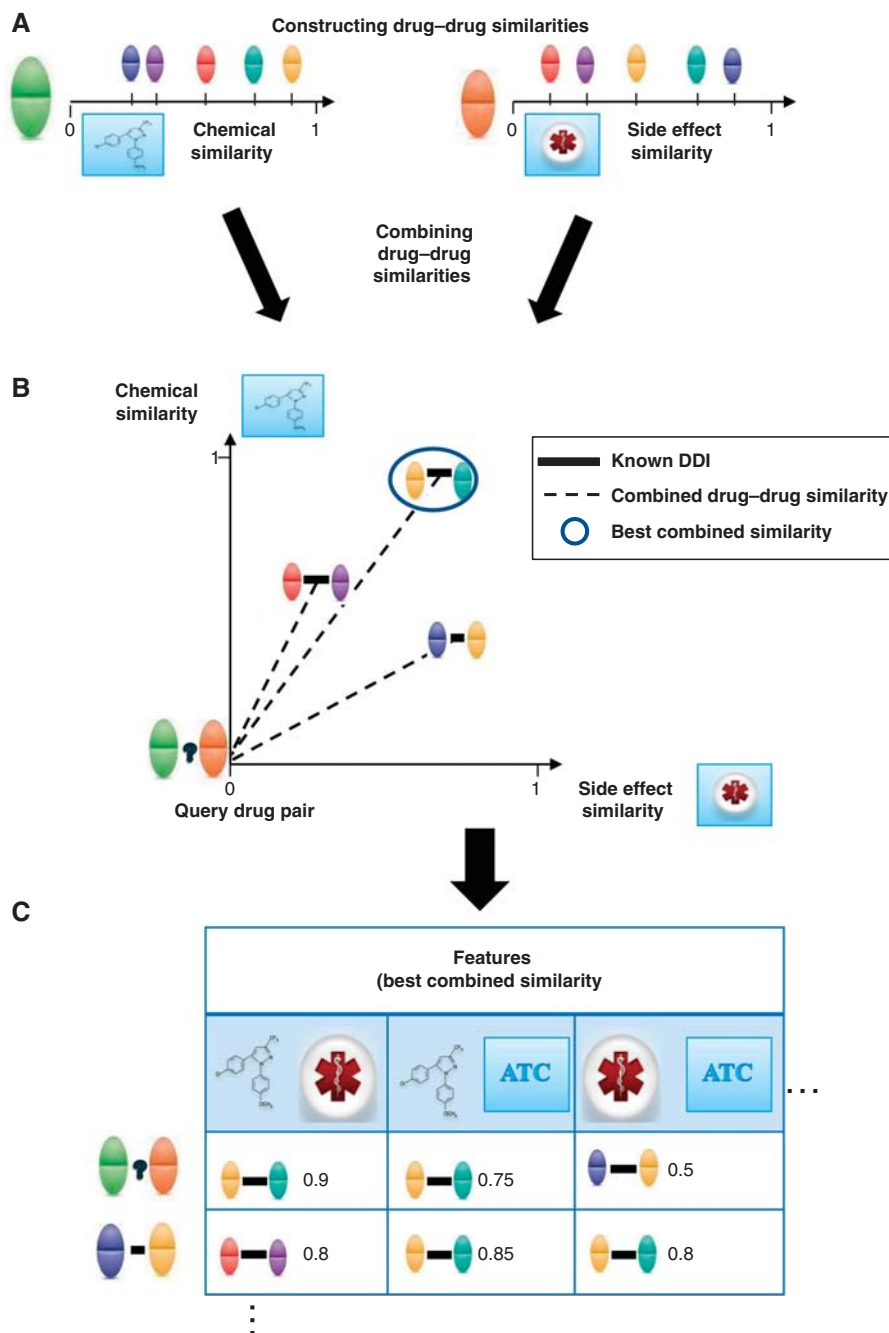 A
Constructing drug–drug similarities
0
Chemical
similarity
1
0
Side effect
similarity
1
Combining
drug–drug
similarities
B
Chemical
similarity
1
Known DDI
Combined drug–drug similarity
Best combined similarity
?
0
1
Query drug pair
Side effect
similarity
C
Features
(best combined similarity
ATC
ATC
...
?
0.9
0.75
0.5
0.8
0.85
0.8